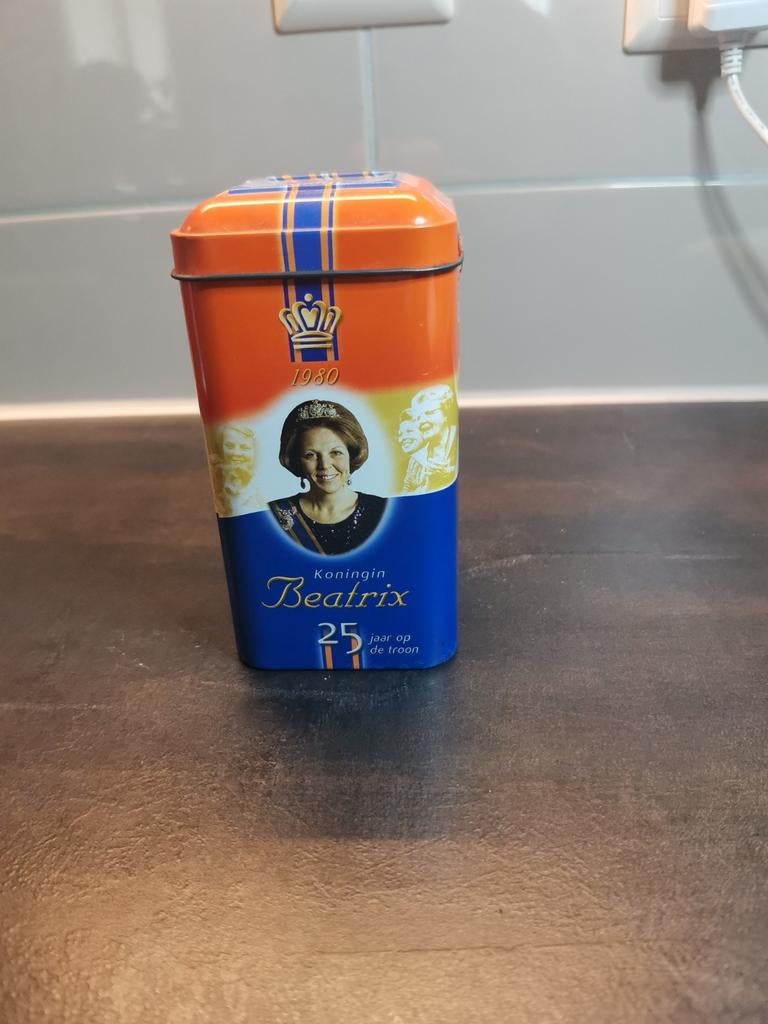 1980
Koningin
Beatrix
25 jaar op
de troon